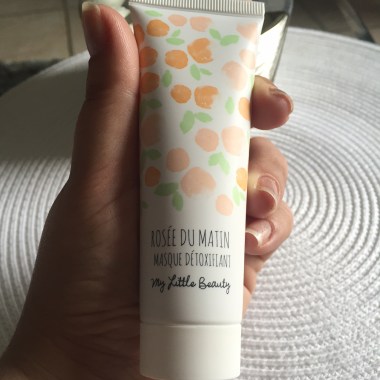 ROSÉE DU MATIN
MASQUE DÉTOXIFIANT
My Little Beauty